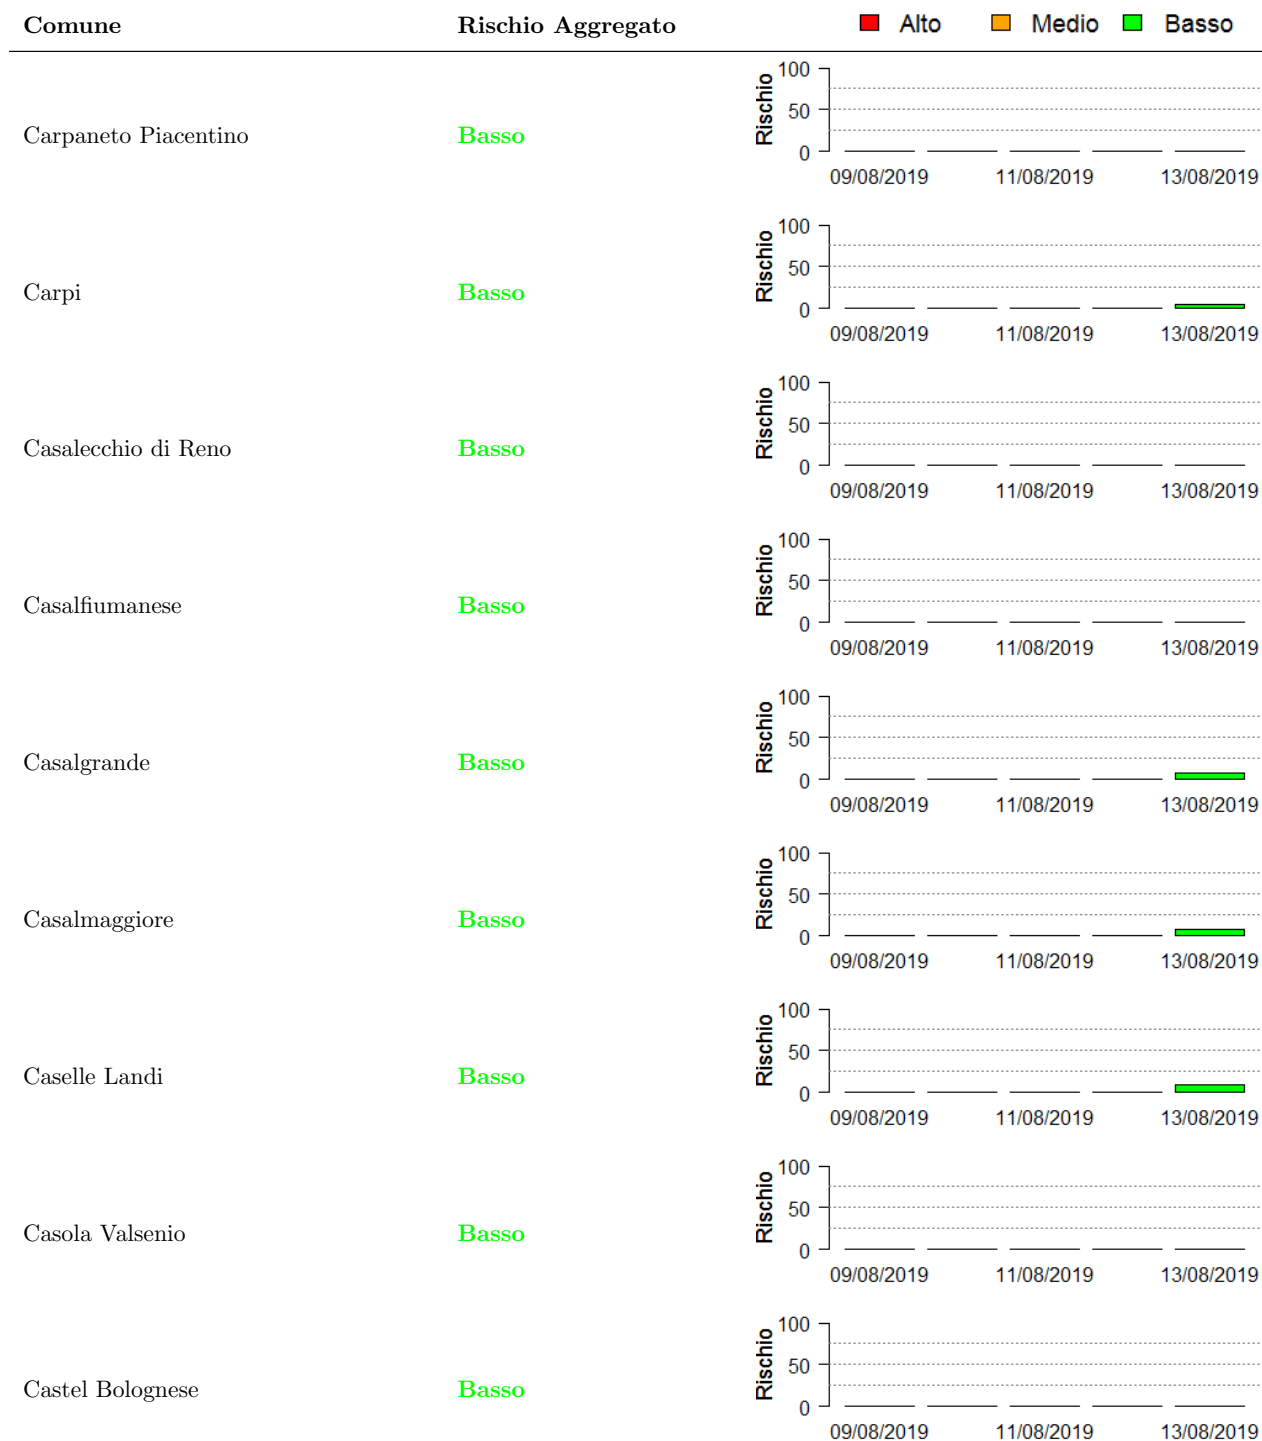 Comune Rischio Aggregato Alto Medio Basso
100
50
0
Rischio
Carpaneto Piacentino Basso
09/08/2019 11/08/2019 13/08/2019
100
50
0
Rischio
Carpi Basso
09/08/2019 11/08/2019 13/08/2019
100
50
0
Rischio
Casalecchio di Reno Basso
09/08/2019 11/08/2019 13/08/2019
100
50
0
Rischio
Casalfiumanese Basso
09/08/2019 11/08/2019 13/08/2019
100
50
0
Rischio
Casalgrande Basso
09/08/2019 11/08/2019 13/08/2019
100
50
0
Rischio
Casalmaggiore Basso
09/08/2019 11/08/2019 13/08/2019
100
50
0
Rischio
Caselle Landi Basso
09/08/2019 11/08/2019 13/08/2019
100
50
0
Rischio
Casola Valsenio Basso
09/08/2019 11/08/2019 13/08/2019
100
50
0
Rischio
Castel Bolognese Basso
09/08/2019 11/08/2019 13/08/2019